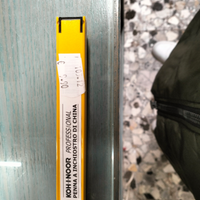 KOH-I-NOOR PROFESSIONAL
PENNA A INCHIOSTRO DI CHINA